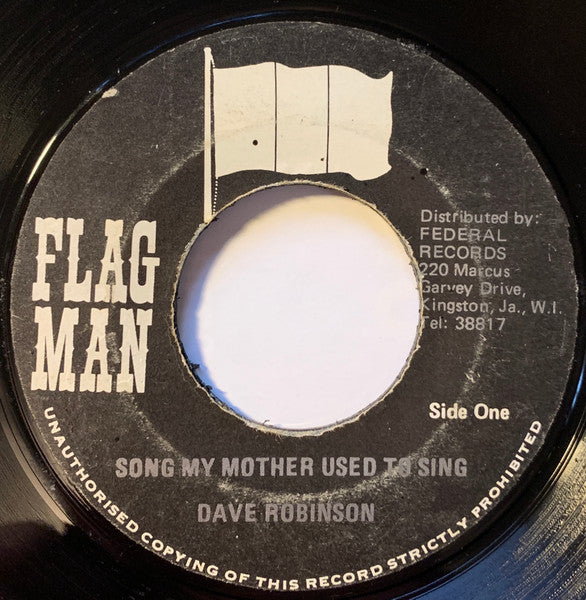 FLAG
MAN
Distributed by:
FEDERAL
RECORDS
220 Marcus
Garvey Drive,
Kingston, Ja., W.I.
Tel: 38817
Side One
SONG MY MOTHER USED TO SING
DAVE ROBINSON
UNAUTHORISED COPYING OF THIS RECORD STRICTLY PROHIBITED